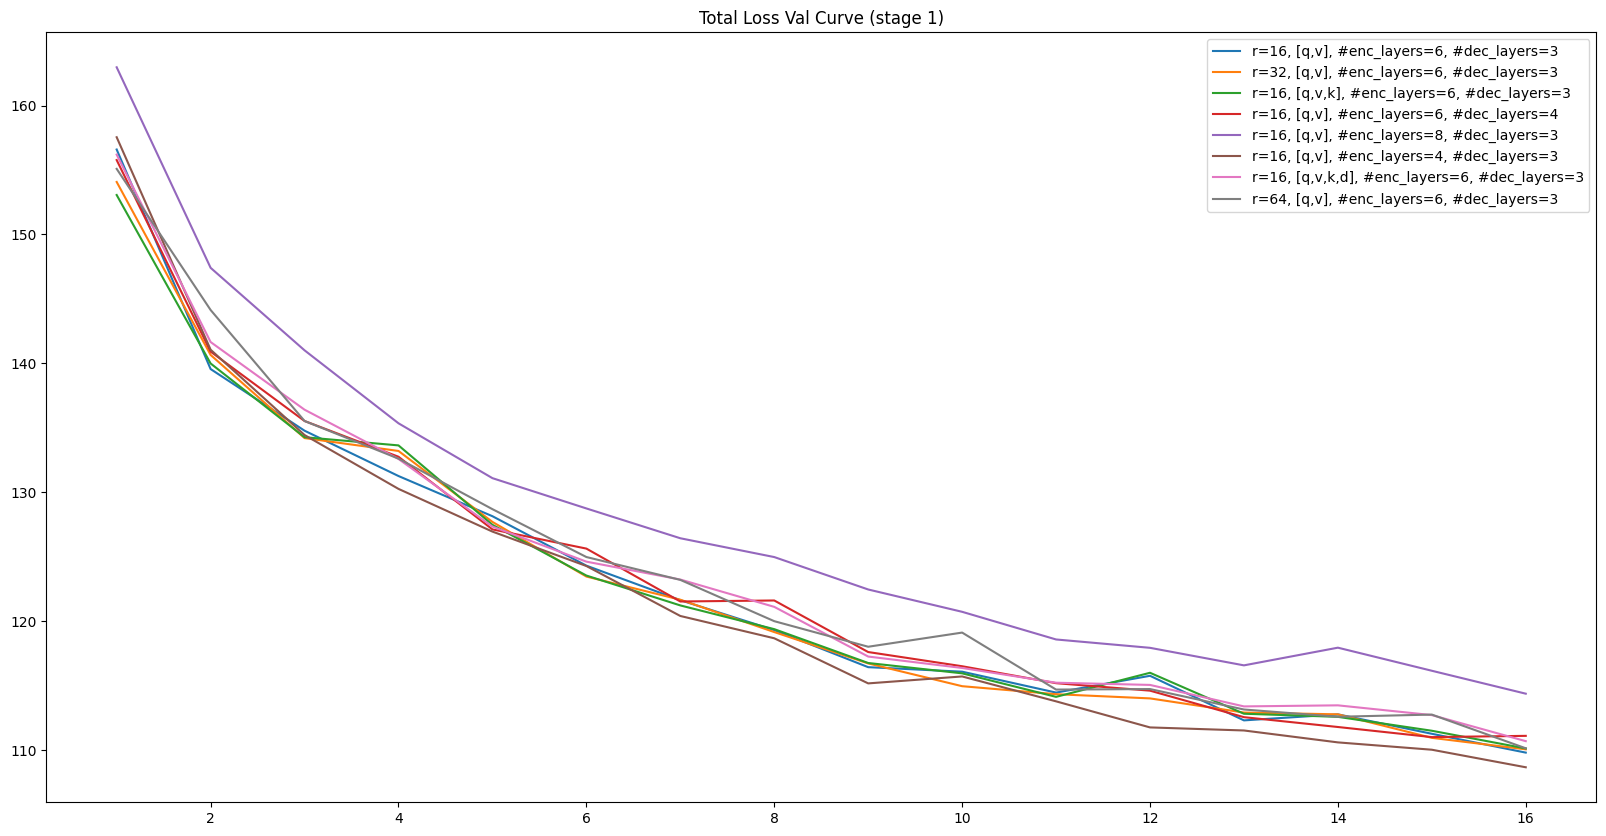 Total Loss Val Curve (stage 1)
r=16, [q,v], #enc_layers=6, #dec_layers=3
r=32, [q,v], #enc_layers=6, #dec_layers=3
r=16, [q,v,k], #enc_layers=6, #dec_layers=3
r=16, [q,v], #enc_layers=6, #dec_layers=4
r=16, [q,v], #enc_layers=8, #dec_layers=3
r=16, [q,v], #enc_layers=4, #dec_layers=3
r=16, [q,v,k,d], #enc_layers=6, #dec_layers=3
r=64, [q,v], #enc_layers=6, #dec_layers=3
160
150
140
130
120
110
2 4 6 8 10 12 14 16